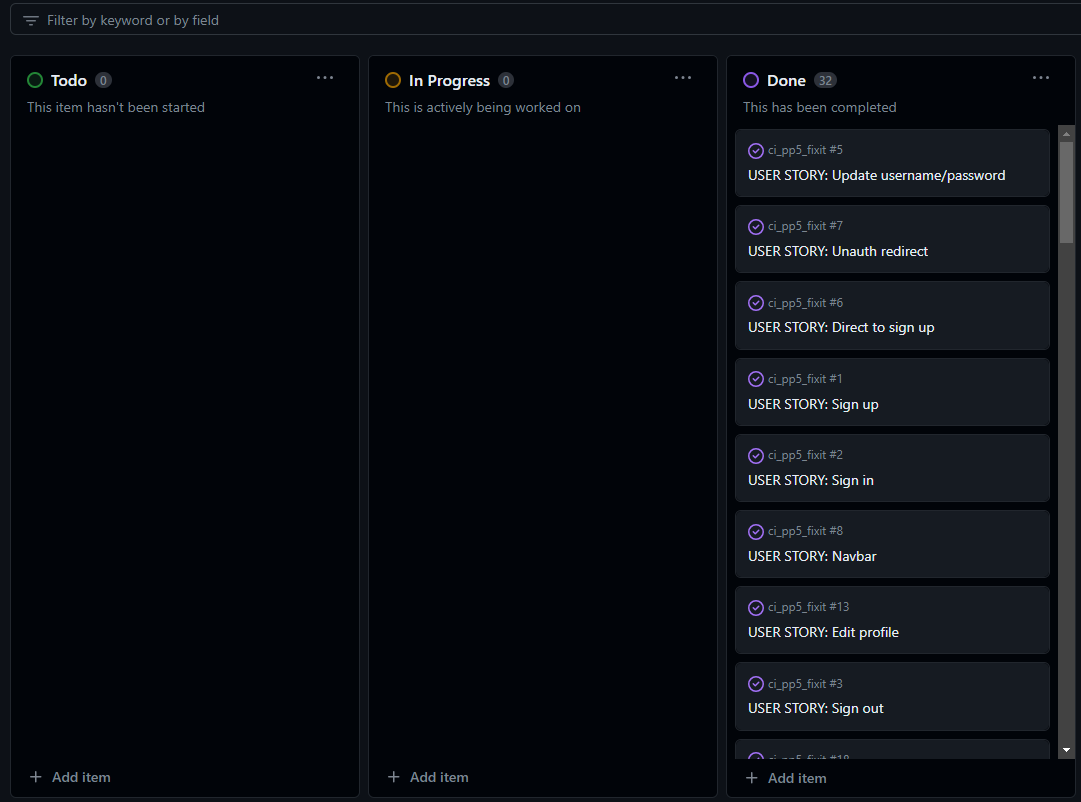 Filter by keyword or by field
Todo 0
This item hasn't been started
Add item
In Progress 0
This is actively being worked on
Add item
Done 32
This has been completed
ci_pp5_fixit #5
USER STORY: Update username/password
ci_pp5_fixit #7
USER STORY: Unauth redirect
ci_pp5_fixit #6
USER STORY: Direct to sign up
ci_pp5_fixit #1
USER STORY: Sign up
ci_pp5_fixit #2
USER STORY: Sign in
ci_pp5_fixit #8
USER STORY: Navbar
ci_pp5_fixit #13
USER STORY: Edit profile
ci_pp5_fixit #3
USER STORY: Sign out
Add item